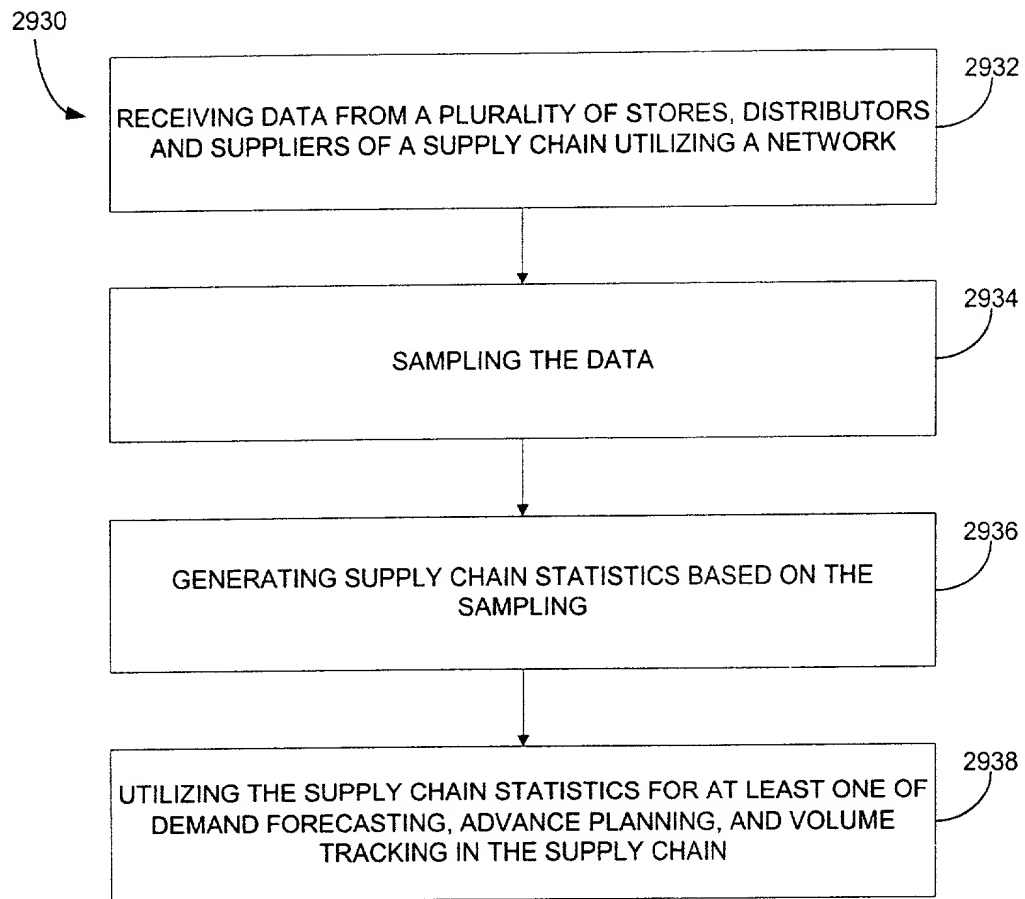 2930
2932
RECEIVING DATA FROM A PLURALITY OF STORES, DISTRIBUTORS
AND SUPPLIERS OF A SUPPLY CHAIN UTILIZING A NETWORK
2934
SAMPLING THE DATA
2936
GENERATING SUPPLY CHAIN STATISTICS BASED ON THE
SAMPLING
2938
UTILIZING THE SUPPLY CHAIN STATISTICS FOR AT LEAST ONE OF
DEMAND FORECASTING, ADVANCE PLANNING, AND VOLUME
TRACKING IN THE SUPPLY CHAIN